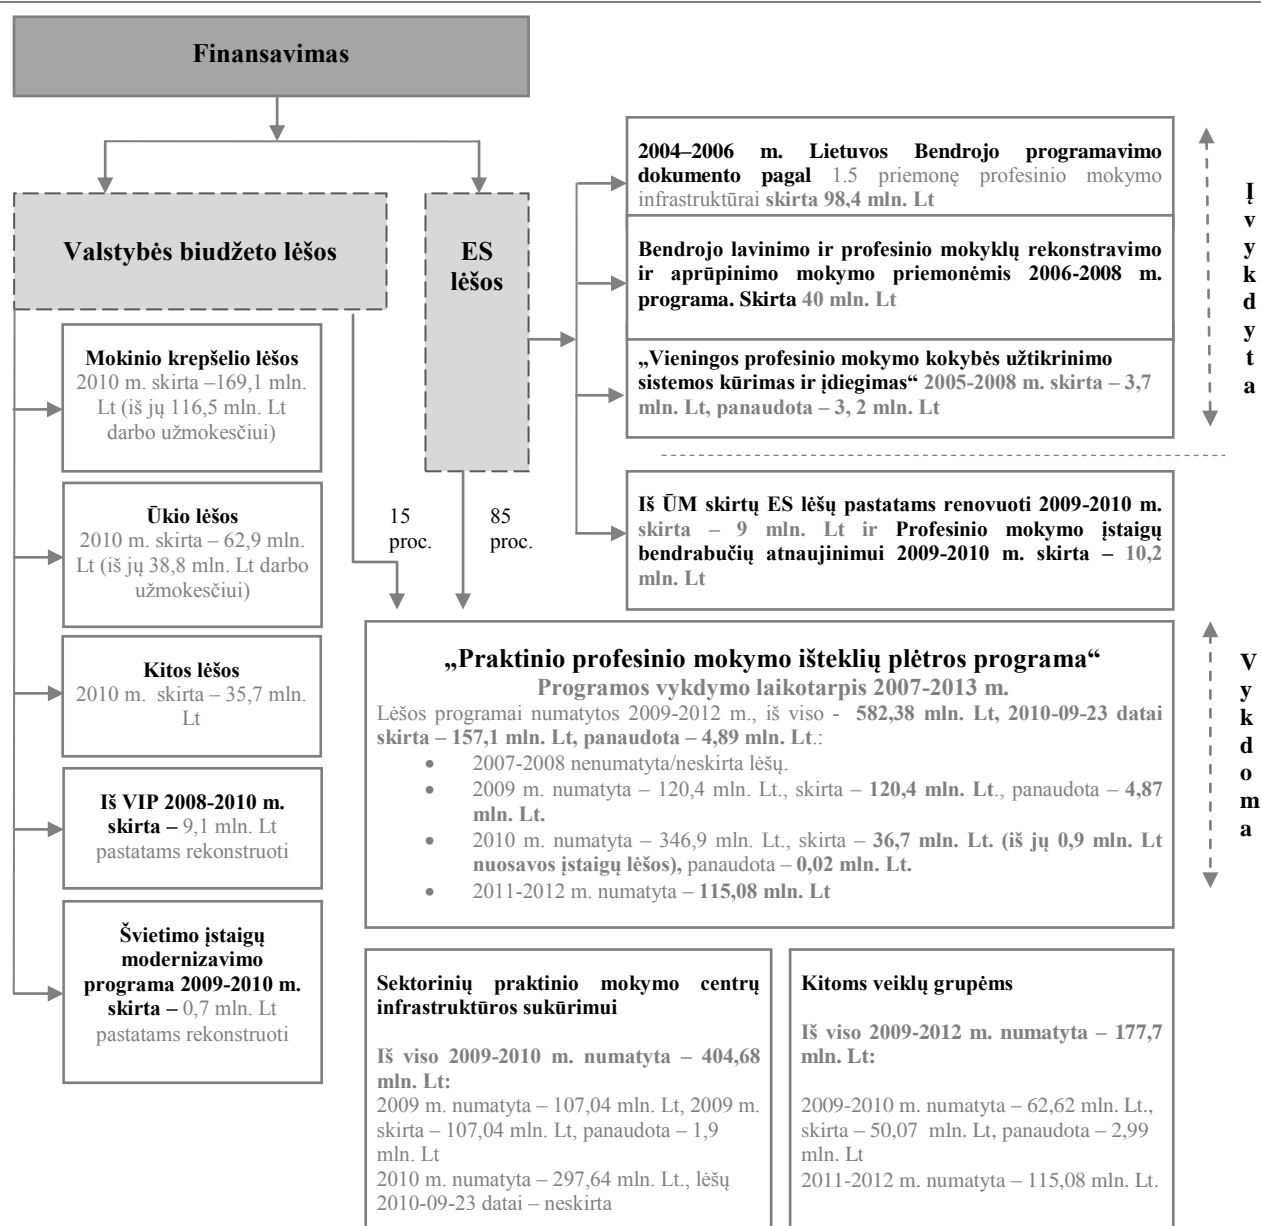 Finansavimas
Valstybės biudžeto lėšos
ES
lėšos
Mokinio krepšelio lėšos
2010 m. skirta –169,1 mln.
Lt (iš jų 116,5 mln. Lt
darbo užmokesčiui)
Ūkio lėšos
2010 m. skirta – 62,9 mln.
Lt (iš jų 38,8 mln. Lt darbo
užmokesčiui)
Kitos lėšos
2010 m. skirta – 35,7 mln.
Lt
Iš VIP 2008-2010 m.
skirta – 9,1 mln. Lt
pastatams rekonstruoti
Švietimo įstaigų
modernizavimo
programa 2009-2010 m.
skirta – 0,7 mln. Lt
pastatams rekonstruoti
15
proc.
85
proc.
2004–2006 m. Lietuvos Bendrojo programavimo
dokumento pagal 1.5 priemonę profesinio mokymo
infrastruktūrai skirta 98,4 mln. Lt
Bendrojo lavinimo ir profesinio mokyklų rekonstravimo
ir aprūpinimo mokymo priemonėmis 2006-2008 m.
programa. Skirta 40 mln. Lt
„Vieningos profesinio mokymo kokybės užtikrinimo
sistemos kūrimas ir įdiegimas“ 2005-2008 m. skirta – 3,7
mln. Lt, panaudota – 3, 2 mln. Lt
Įvykdyta
Iš ŪM skirtų ES lėšų pastatams renovuoti 2009-2010 m.
skirta – 9 mln. Lt ir Profesinio mokymo įstaigų
bendrabučių atnaujinimui 2009-2010 m. skirta – 10,2
mln. Lt
„Praktinio profesinio mokymo išteklių plėtros programa“
Programos vykdymo laikotarpis 2007-2013 m.
Lėšos programai numatytos 2009-2012 m., iš viso - 582,38 mln. Lt, 2010-09-23 datai
skirta – 157,1 mln. Lt, panaudota – 4,89 mln. Lt.:
• 2007-2008 nenumatyta/neskirta lėšų.
• 2009 m. numatyta – 120,4 mln. Lt., skirta – 120,4 mln. Lt., panaudota – 4,87
mln. Lt.
• 2010 m. numatyta – 346,9 mln. Lt., skirta – 36,7 mln. Lt. (iš jų 0,9 mln. Lt
nuosavos įstaigų lėšos), panaudota – 0,02 mln. Lt.
• 2011-2012 m. numatyta – 115,08 mln. Lt
Vykdoma
Sektorinių praktinio mokymo centrų
infrastruktūros sukūrimui
Iš viso 2009-2010 m. numatyta – 404,68
mln. Lt:
2009 m. numatyta – 107,04 mln. Lt, 2009 m.
skirta – 107,04 mln. Lt, panaudota – 1,9
mln. Lt
2010 m. numatyta – 297,64 mln. Lt., lėšų
2010-09-23 datai – neskirta
Kitoms veiklų grupėms
Iš viso 2009-2012 m. numatyta – 177,7
mln. Lt:
2009-2010 m. numatyta – 62,62 mln. Lt.,
skirta – 50,07 mln. Lt, panaudota – 2,99
mln. Lt
2011-2012 m. numatyta – 115,08 mln. Lt.